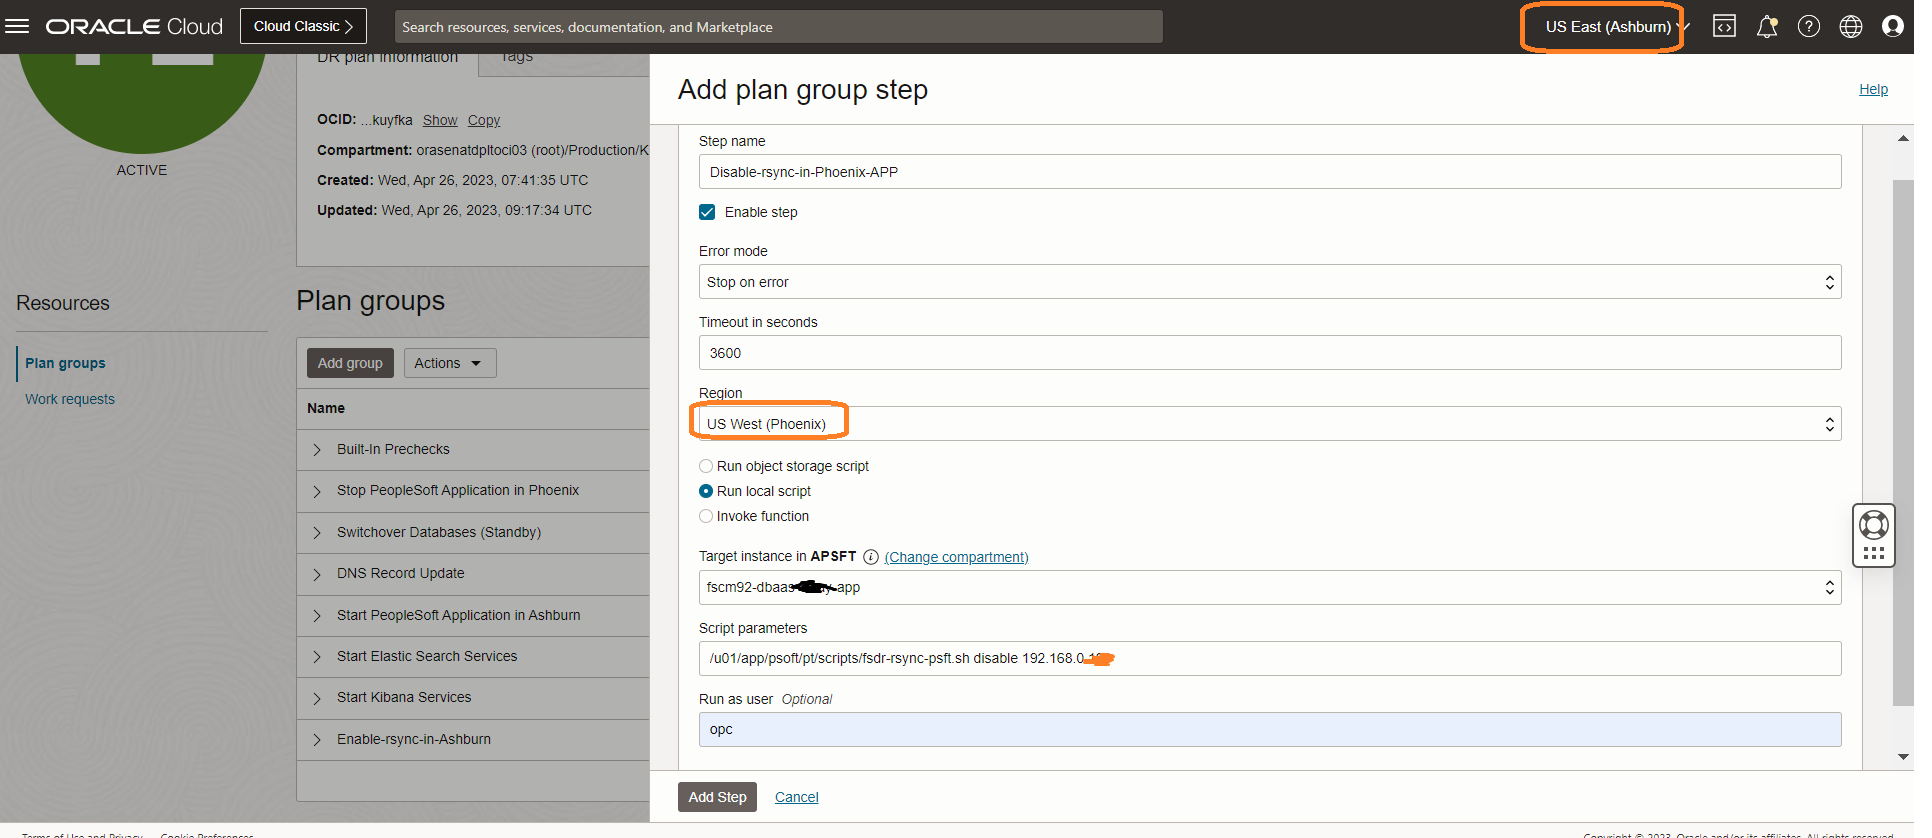 ORACLE Cloud
Cloud Classic
Search resources, services, documentation, and Marketplace
US East (Ashburn)
ACTIVE
DR plan information
Tags
OCID: ...kuyfka Show Copy
Compartment: orasenatdpltoci03 (root)/Production/K
Created: Wed, Apr 26, 2023, 07:41:35 UTC
Updated: Wed, Apr 26, 2023, 09:17:34 UTC
Resources
Plan groups
Work requests
Plan groups
Add group
Actions
Name
Built-In Prechecks
Stop PeopleSoft Application in Phoenix
Switchover Databases (Standby)
DNS Record Update
Start PeopleSoft Application in Ashburn
Start Elastic Search Services
Start Kibana Services
Enable-rsync-in-Ashburn
Add plan group step
Help
Step name
Disable-rsync-in-Phoenix-APP
Enable step
Error mode
Stop on error
Timeout in seconds
3600
Region
US West (Phoenix)
Run object storage script
Run local script
Invoke function
Target instance in APSFT (Change compartment)
fscm92-dbaas app
Script parameters
/u01/app/psoft/pt/scripts/fsdr-rsync-psft.sh disable 192.168.0.
Run as user Optional
opc
Add Step
Cancel
Terms of Use and Privacy Cookie Preferences
Copyright © 2023, Oracle and/or its affiliates. All rights reserved.